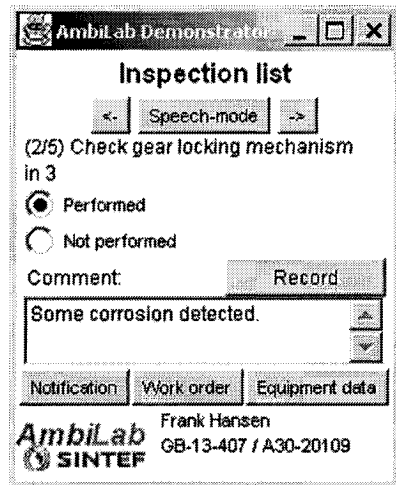 AmbiLab Demonstrator
Inspection list
<- Speech-mode ->
(2/5) Check gear locking mechanism
in 3
Performed
Not performed
Comment: Record
Some corrosion detected.
Notification Work order Equipment data
AmbiLab Frank Hansen
SINTEF GB-13-407 / A30-20109